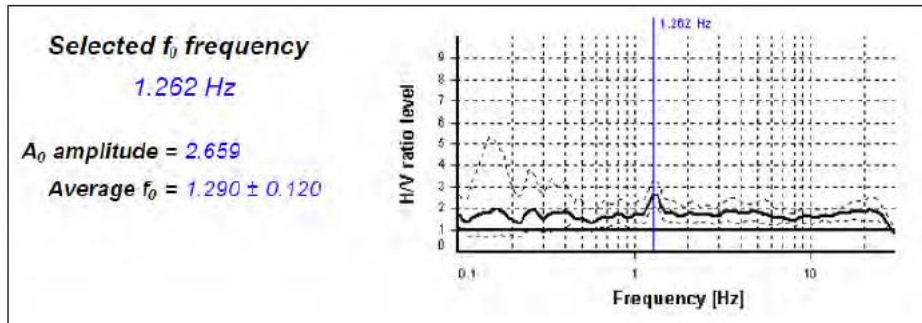 Selected f₀ frequency
1.262 Hz
A₀ amplitude = 2.659
Average f₀ = 1.290 ± 0.120
1.262 Hz
H/V ratio level
9
8
7
6
5
4
3
2
1
0
0.1
1
10
Frequency [Hz]